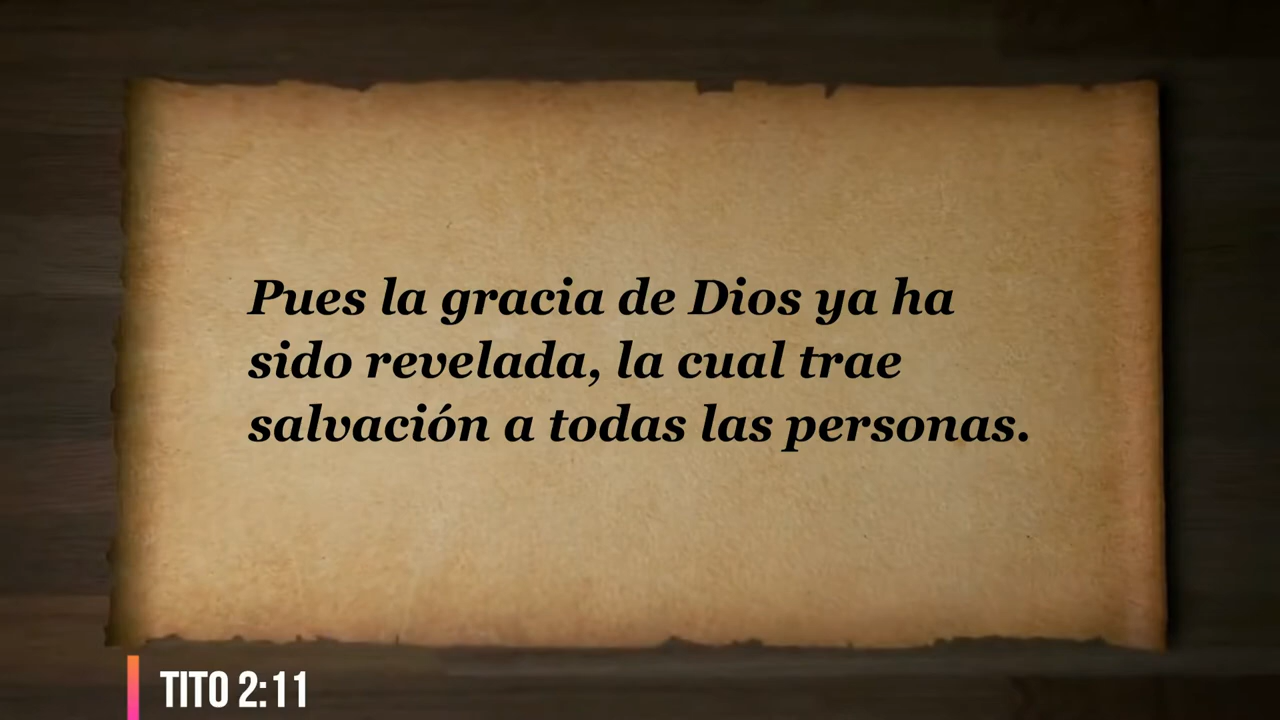 Pues la gracia de Dios ya ha
sido revelada, la cual trae
salvación a todas las personas.
TITO 2:11